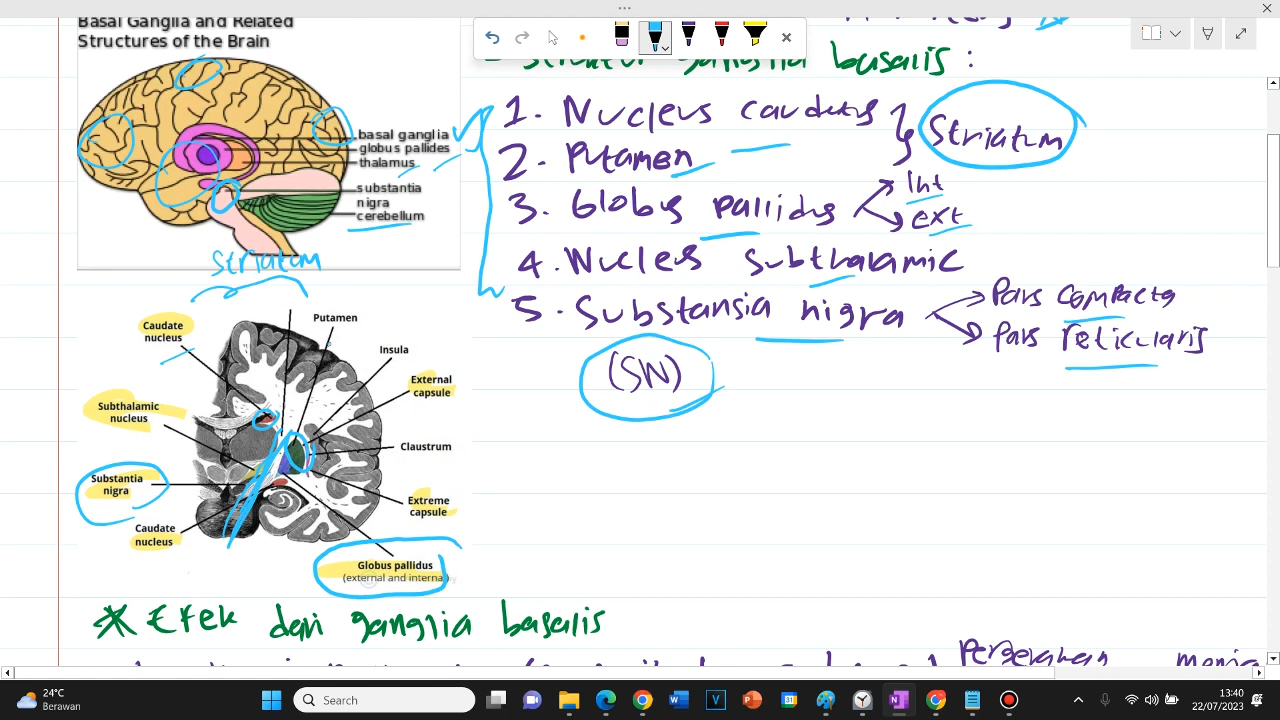 Basal Ganglia and Related
Structures of the Brain
basal ganglia
globus pallides
thalamus
substantia
nigra
cerebellum
Striatum
Caudate
nucleus
Putamen
Insula
External
capsule
Subthalamic
nucleus
Claustrum
Substantia
nigra
Extreme
capsule
Caudate
nucleus
Globus pallidus
(external and internal)
basalis :
1. Nucleus caudatus
2. Putamen
Striatum
3. Globus pallidus
Int
ext
4. Nucleus subthalamic
5. Substansia nigra
Pars compacta
Pars reticularis
(SN)
* Efek dari ganglia basalis
Pergerakan
24°C
Berawan
Search
13:49
22/07/2023